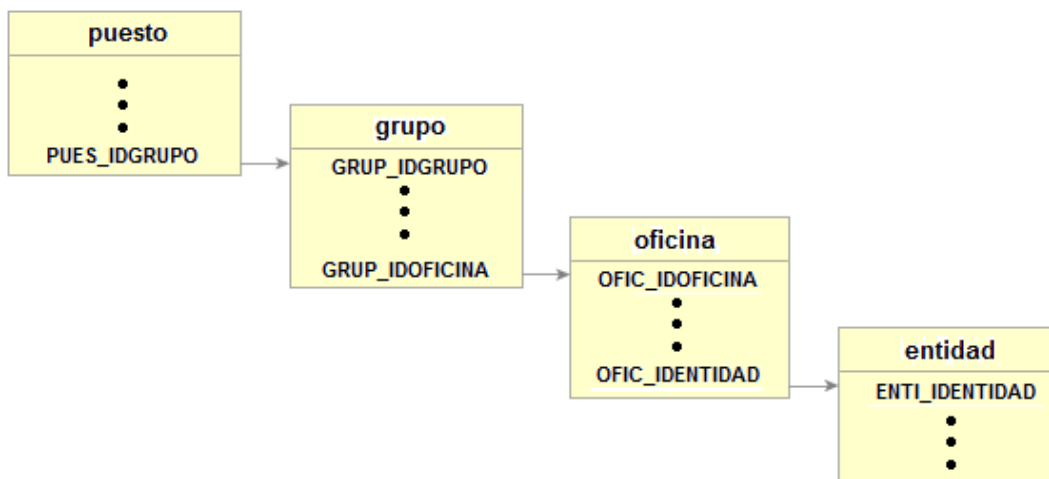 puesto
PUES_IDGRUPO
grupo
GRUP_IDGRUPO
GRUP_IDOFICINA
oficina
OFIC_IDOFICINA
OFIC_IDENTIDAD
entidad
ENTI_IDENTIDAD